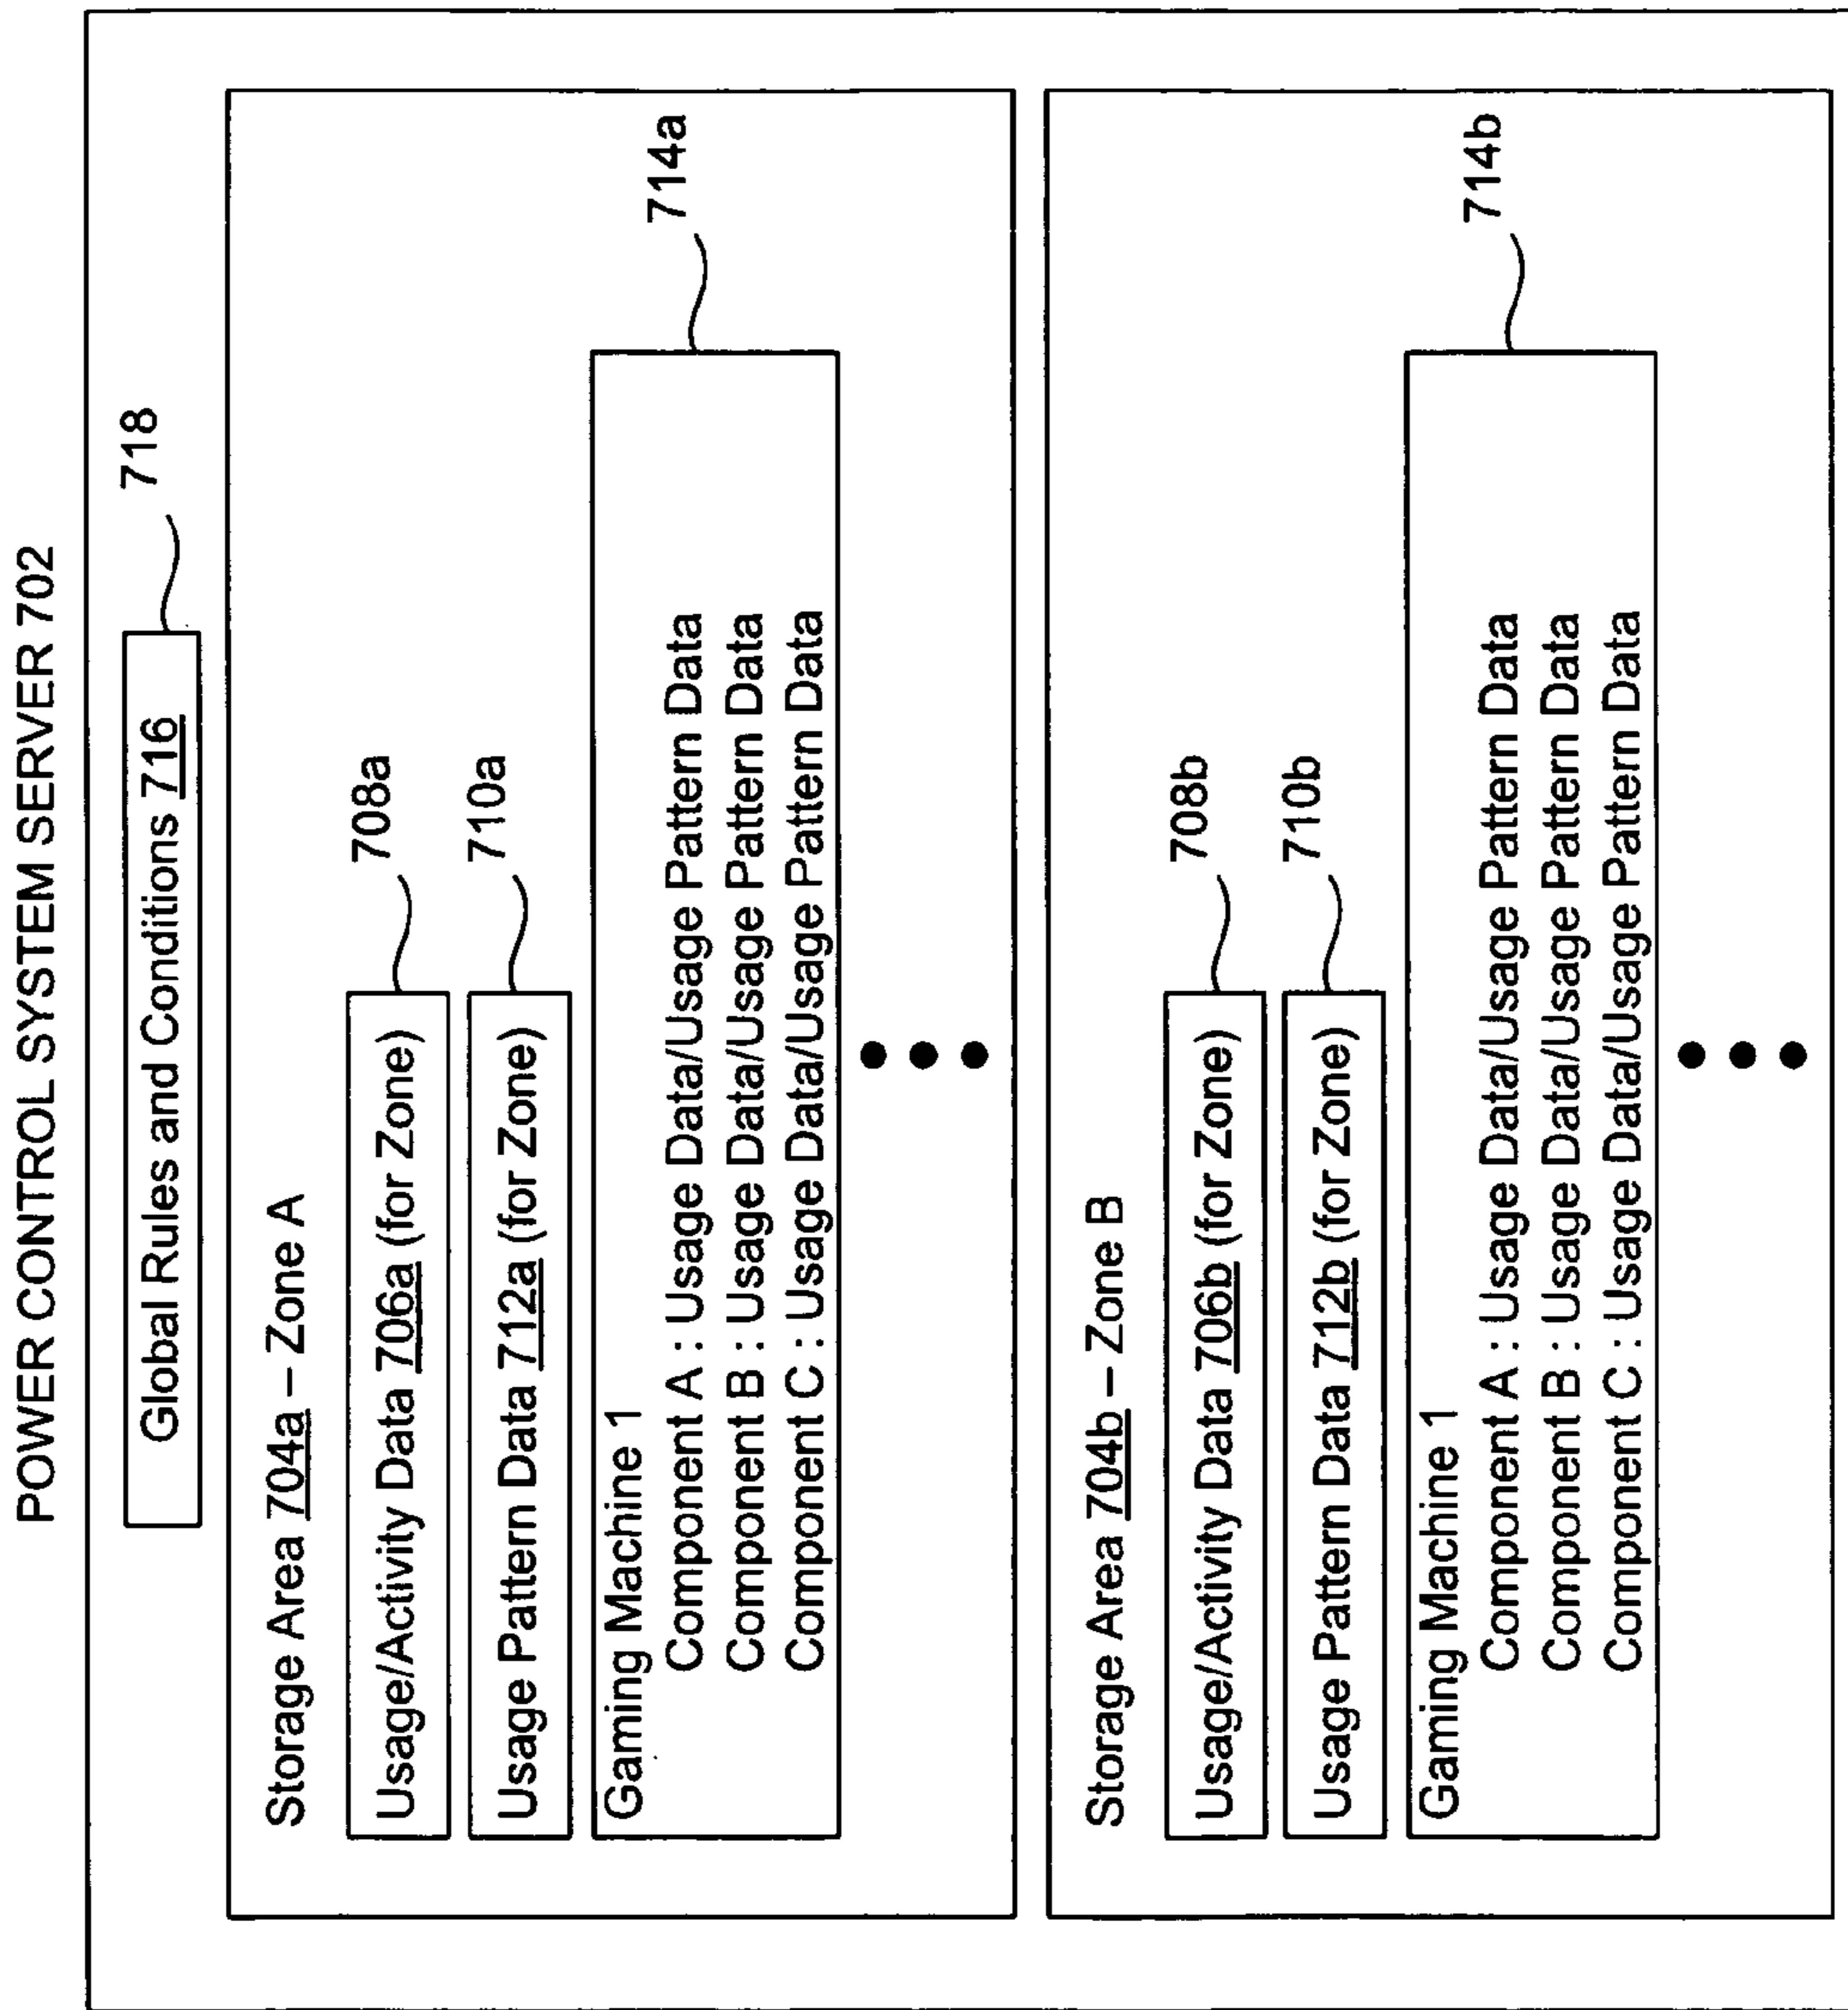 POWER CONTROL SYSTEM SERVER 702
Global Rules and Conditions 716
718
Storage Area 704a – Zone A
Usage/Activity Data 706a (for Zone)
708a
Usage Pattern Data 712a (for Zone)
710a
Gaming Machine 1
714a
Component A : Usage Data/Usage Pattern Data
Component B : Usage Data/Usage Pattern Data
Component C : Usage Data/Usage Pattern Data
Storage Area 704b – Zone B
Usage/Activity Data 706b (for Zone)
708b
Usage Pattern Data 712b (for Zone)
710b
Gaming Machine 1
714b
Component A : Usage Data/Usage Pattern Data
Component B : Usage Data/Usage Pattern Data
Component C : Usage Data/Usage Pattern Data